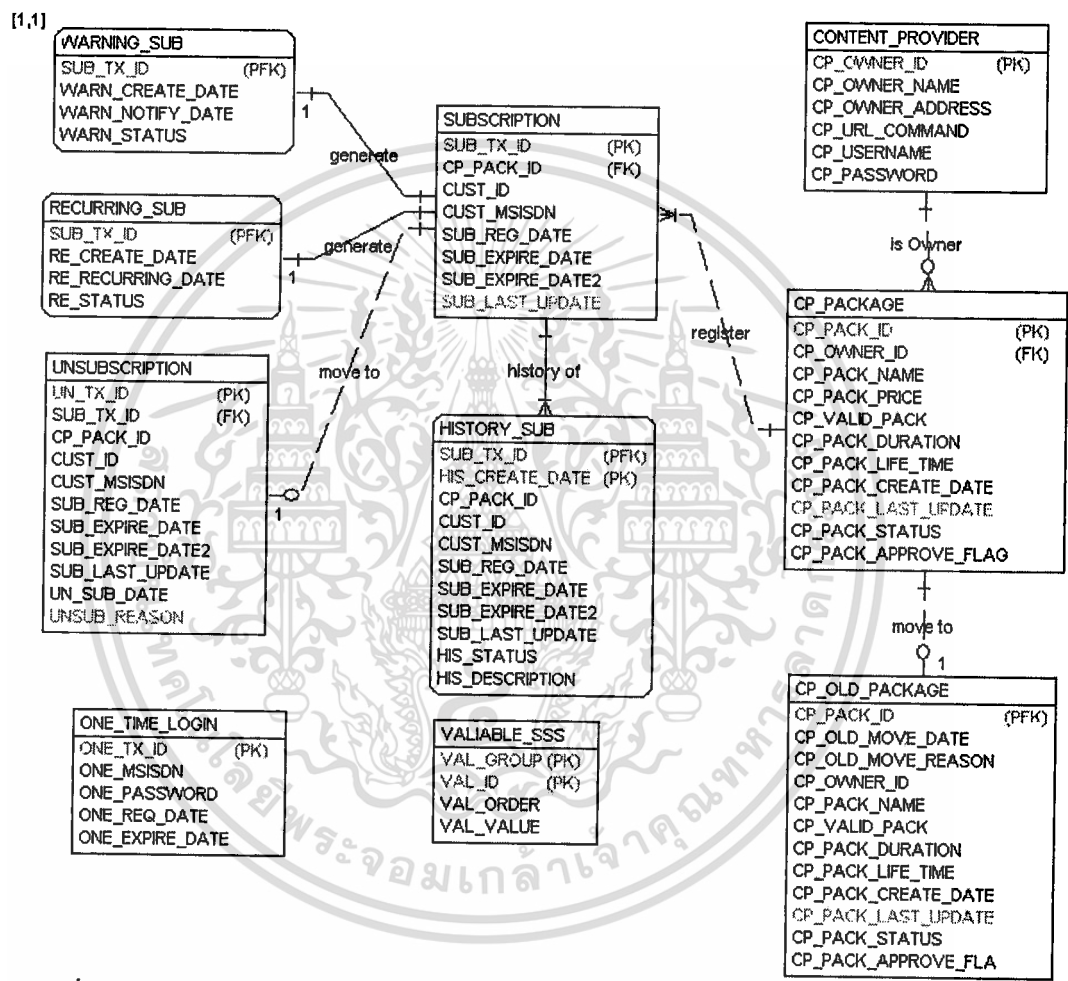 [1,1]
WARNING_SUB
SUB_TX_ID (PFK)
WARN_CREATE_DATE
WARN_NOTIFY_DATE
WARN_STATUS
1
generate
RECURRING_SUB
SUB_TX_ID (PFK)
RE_CREATE_DATE
RE_RECURRING_DATE
RE_STATUS
1
generate
UNSUBSCRIPTION
UN_TX_ID (PK)
SUB_TX_ID (FK)
CP_PACK_ID
CUST_ID
CUST_MSISDN
SUB_REG_DATE
SUB_EXPIRE_DATE
SUB_EXPIRE_DATE2
SUB_LAST_UPDATE
UN_SUB_DATE
UNSUB_REASON
1
move to
ONE_TIME_LOGIN
ONE_TX_ID (PK)
ONE_MSISDN
ONE_PASSWORD
ONE_REQ_DATE
ONE_EXPIRE_DATE
SUBSCRIPTION
SUB_TX_ID (PK)
CP_PACK_ID (FK)
CUST_ID
CUST_MSISDN
SUB_REG_DATE
SUB_EXPIRE_DATE
SUB_EXPIRE_DATE2
SUB_LAST_UPDATE
history of
HISTORY_SUB
SUB_TX_ID (PFK)
HIS_CREATE_DATE (PK)
CP_PACK_ID
CUST_ID
CUST_MSISDN
SUB_REG_DATE
SUB_EXPIRE_DATE
SUB_EXPIRE_DATE2
SUB_LAST_UPDATE
HIS_STATUS
HIS_DESCRIPTION
VALIABLE_SSS
VAL_GROUP (PK)
VAL_ID (PK)
VAL_ORDER
VAL_VALUE
register
CONTENT_PROVIDER
CP_OWNER_ID (PK)
CP_OWNER_NAME
CP_OWNER_ADDRESS
CP_URL_COMMAND
CP_USERNAME
CP_PASSWORD
is Owner
CP_PACKAGE
CP_PACK_ID (PK)
CP_OWNER_ID (FK)
CP_PACK_NAME
CP_PACK_PRICE
CP_VALID_PACK
CP_PACK_DURATION
CP_PACK_LIFE_TIME
CP_PACK_CREATE_DATE
CP_PACK_LAST_UPDATE
CP_PACK_STATUS
CP_PACK_APPROVE_FLAG
move to
1
CP_OLD_PACKAGE
CP_PACK_ID (PFK)
CP_OLD_MOVE_DATE
CP_OLD_MOVE_REASON
CP_OWNER_ID
CP_PACK_NAME
CP_VALID_PACK
CP_PACK_DURATION
CP_PACK_LIFE_TIME
CP_PACK_CREATE_DATE
CP_PACK_LAST_UPDATE
CP_PACK_STATUS
CP_PACK_APPROVE_FLA